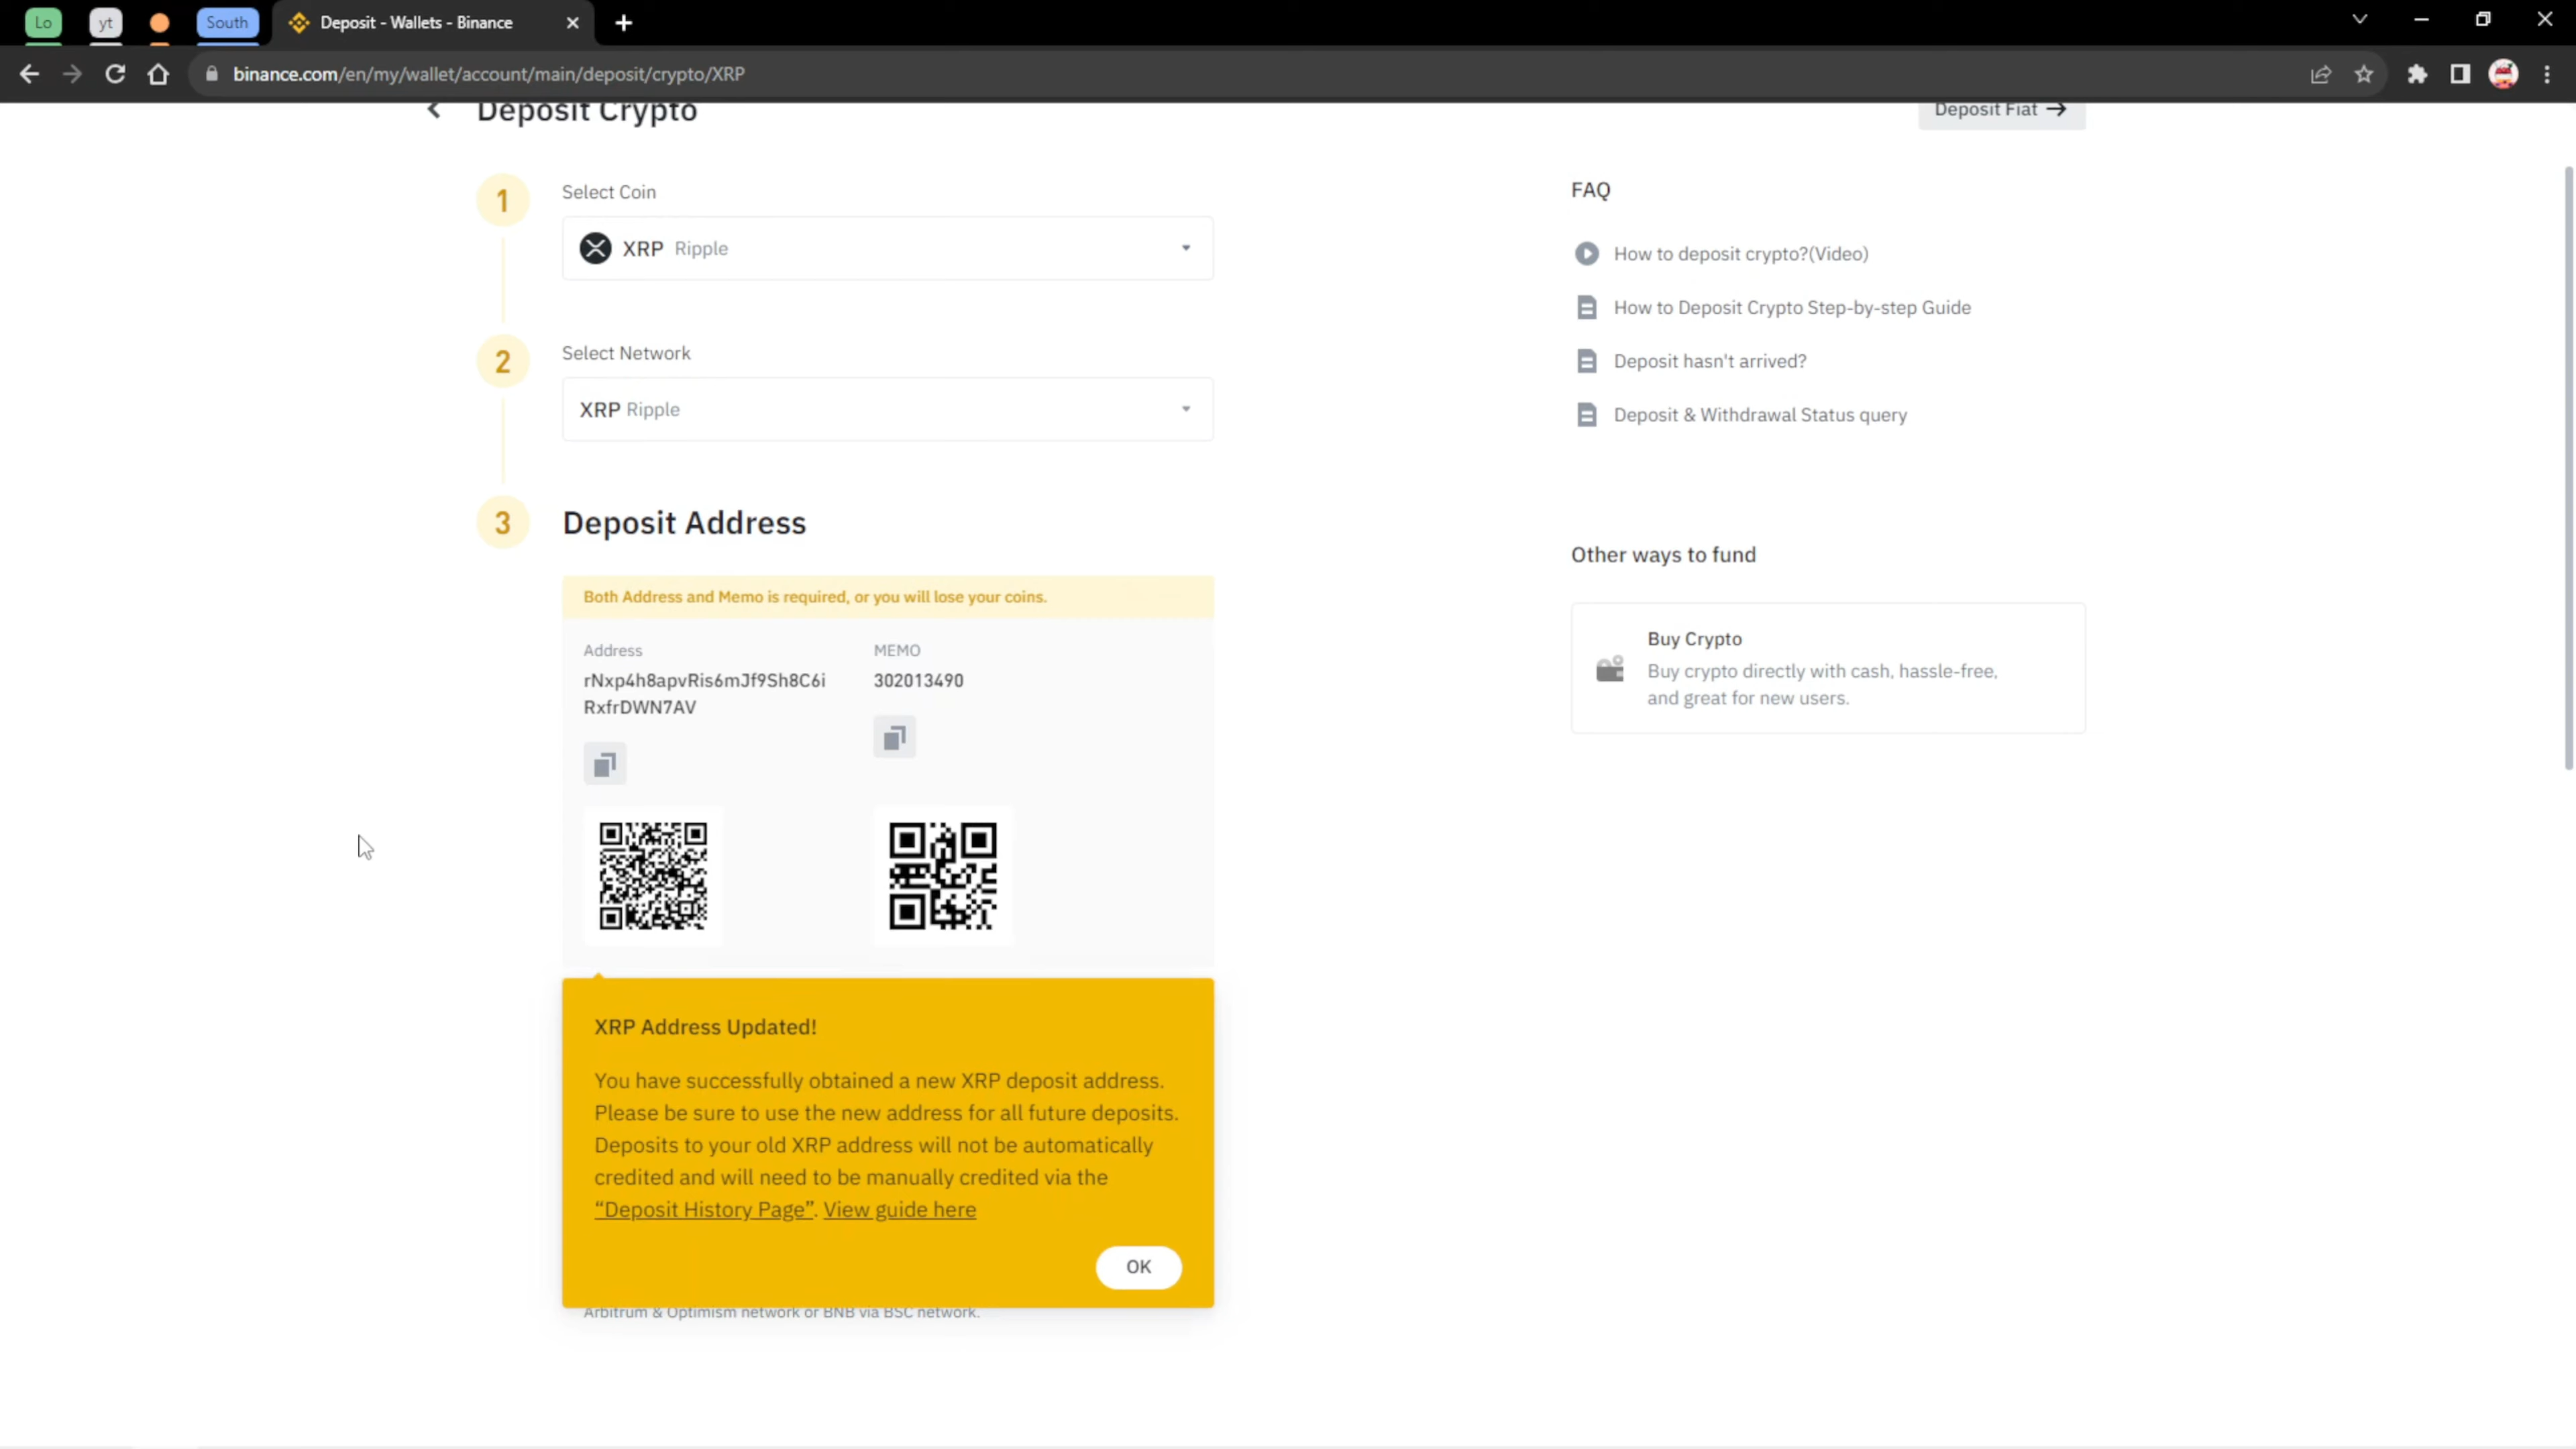 Lo
yt
South
Deposit - Wallets - Binance
binance.com/en/my/wallet/account/main/deposit/crypto/XRP
Deposit Crypto
Deposit Fiat
1
Select Coin
XRP Ripple
2
Select Network
XRP Ripple
3
Deposit Address
Both Address and Memo is required, or you will lose your coins.
Address
rNxp4h8apvRis6mJf9Sh8C6i
RxfrDWN7AV
MEMO
302013490
XRP Address Updated!
You have successfully obtained a new XRP deposit address.
Please be sure to use the new address for all future deposits.
Deposits to your old XRP address will not be automatically
credited and will need to be manually credited via the
“Deposit History Page”. View guide here
OK
Arbitrum & Optimism network or BNB via BSC network.
FAQ
How to deposit crypto?(Video)
How to Deposit Crypto Step-by-step Guide
Deposit hasn't arrived?
Deposit & Withdrawal Status query
Other ways to fund
Buy Crypto
Buy crypto directly with cash, hassle-free,
and great for new users.